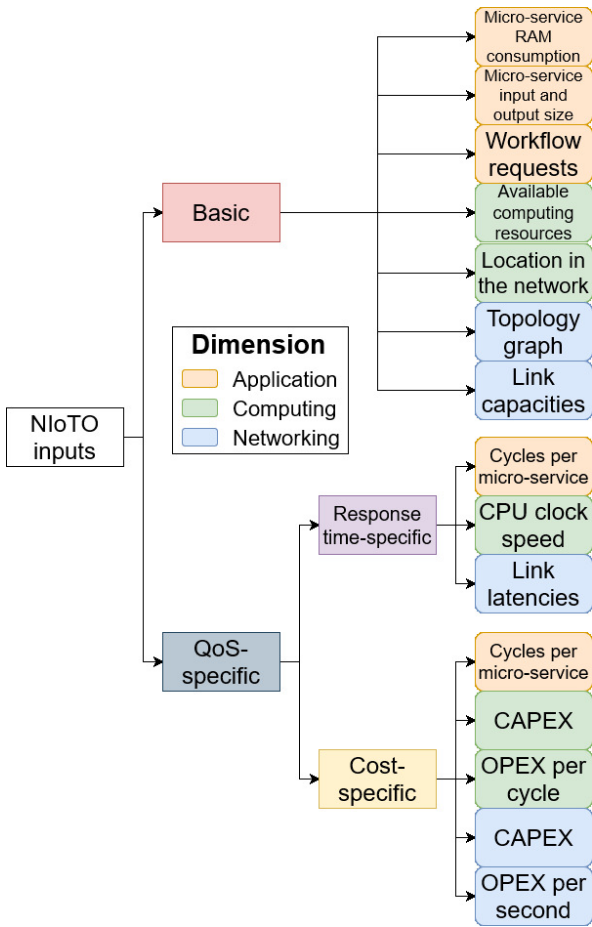 NIoTO
inputs
Basic
Micro-service
RAM
consumption
Micro-service
input and
output size
Workflow
requests
Available
computing
resources
Location in
the network
Topology
graph
Link
capacities
Dimension
Application
Computing
Networking
QoS-
specific
Response
time-specific
Cycles per
micro-service
CPU clock
speed
Link
latencies
Cost-
specific
Cycles per
micro-service
CAPEX
OPEX per
cycle
CAPEX
OPEX per
second